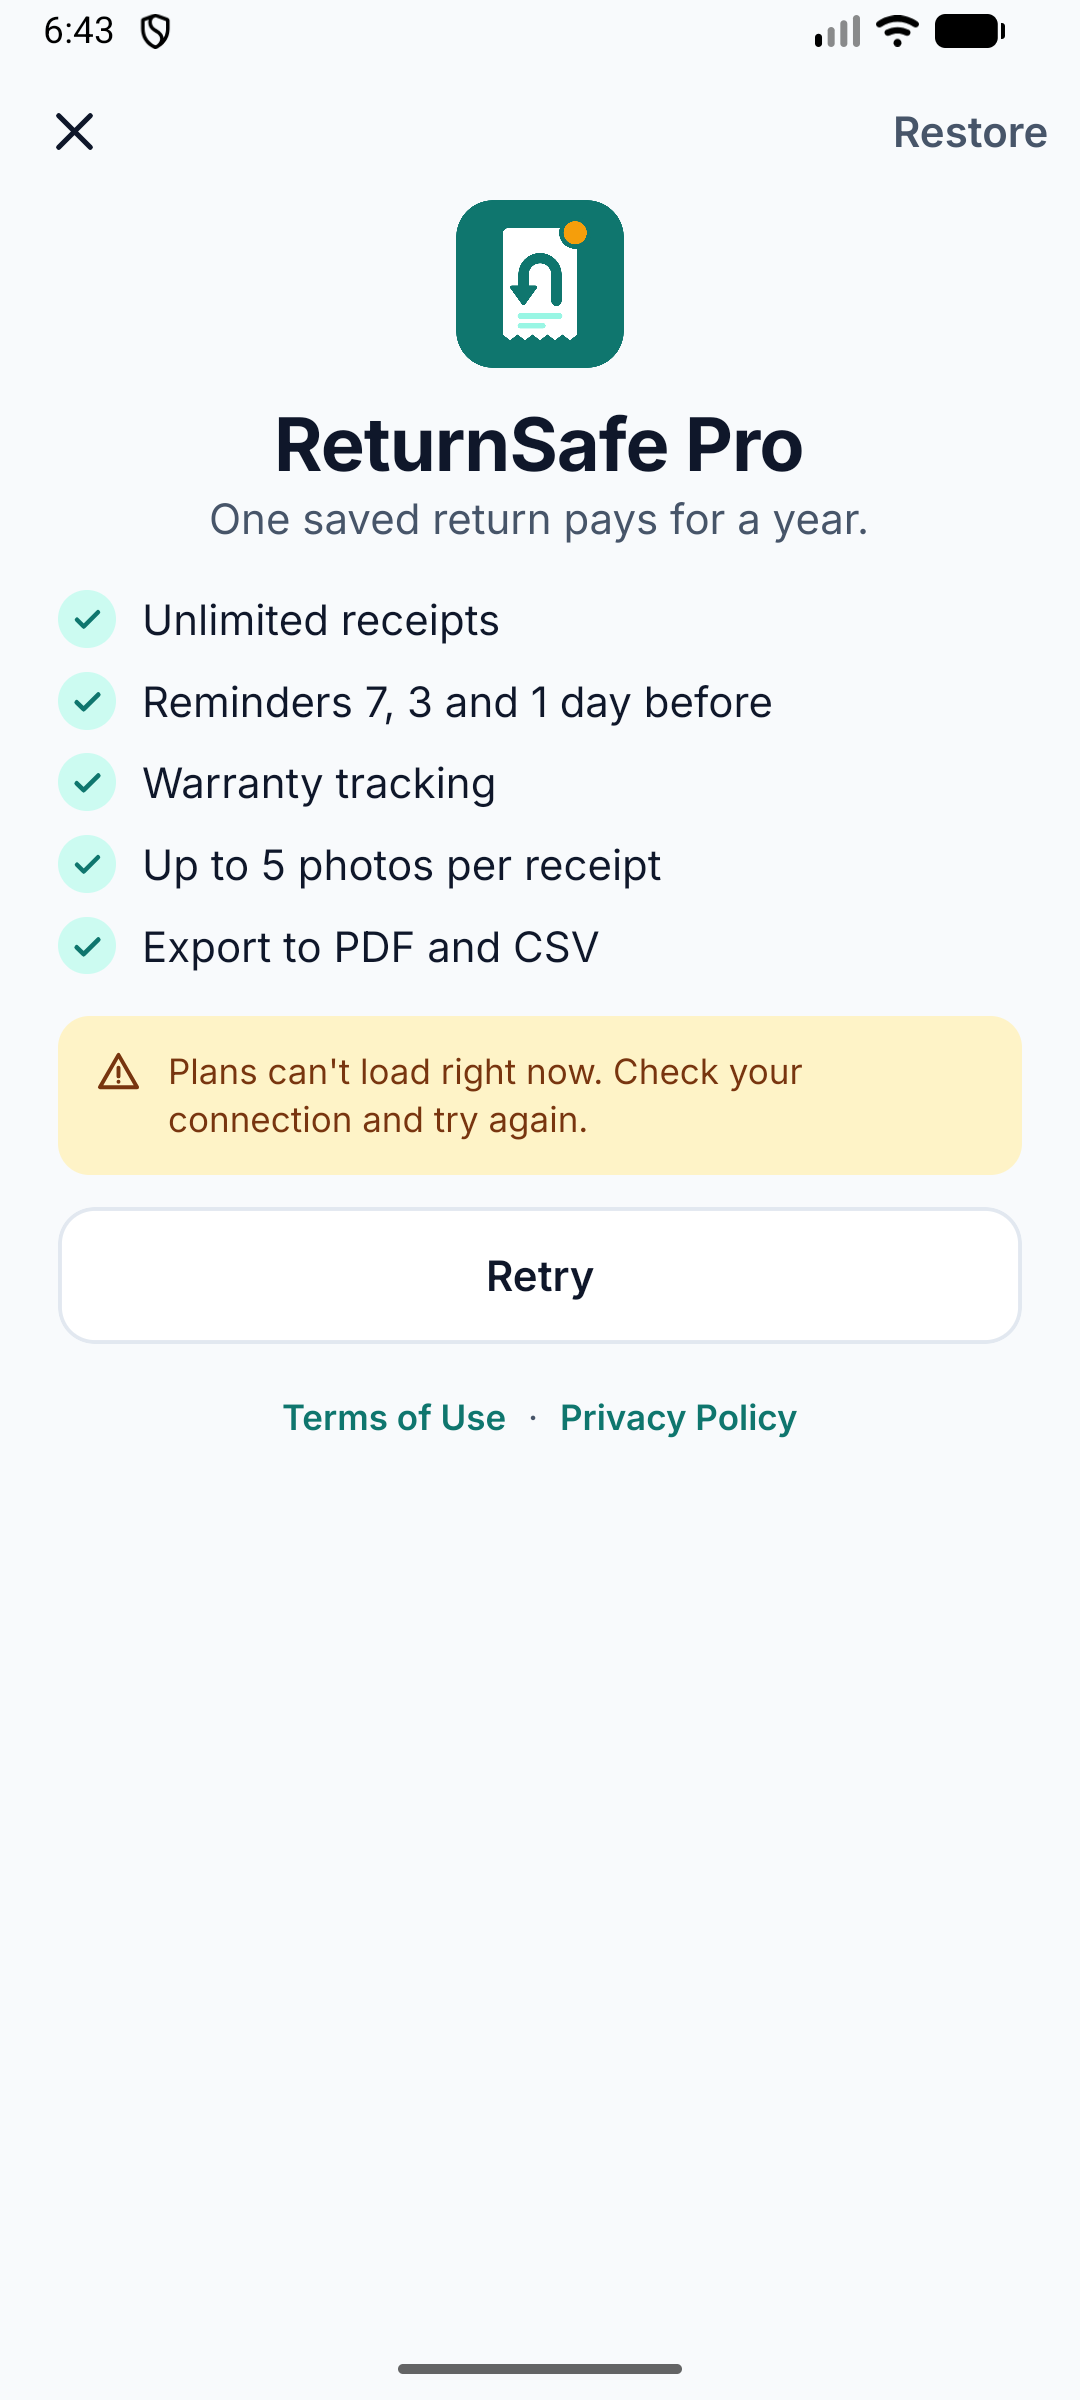 6:43
Restore
ReturnSafe Pro
One saved return pays for a year.
Unlimited receipts
Reminders 7, 3 and 1 day before
Warranty tracking
Up to 5 photos per receipt
Export to PDF and CSV
Plans can't load right now. Check your
connection and try again.
Retry
Terms of Use · Privacy Policy